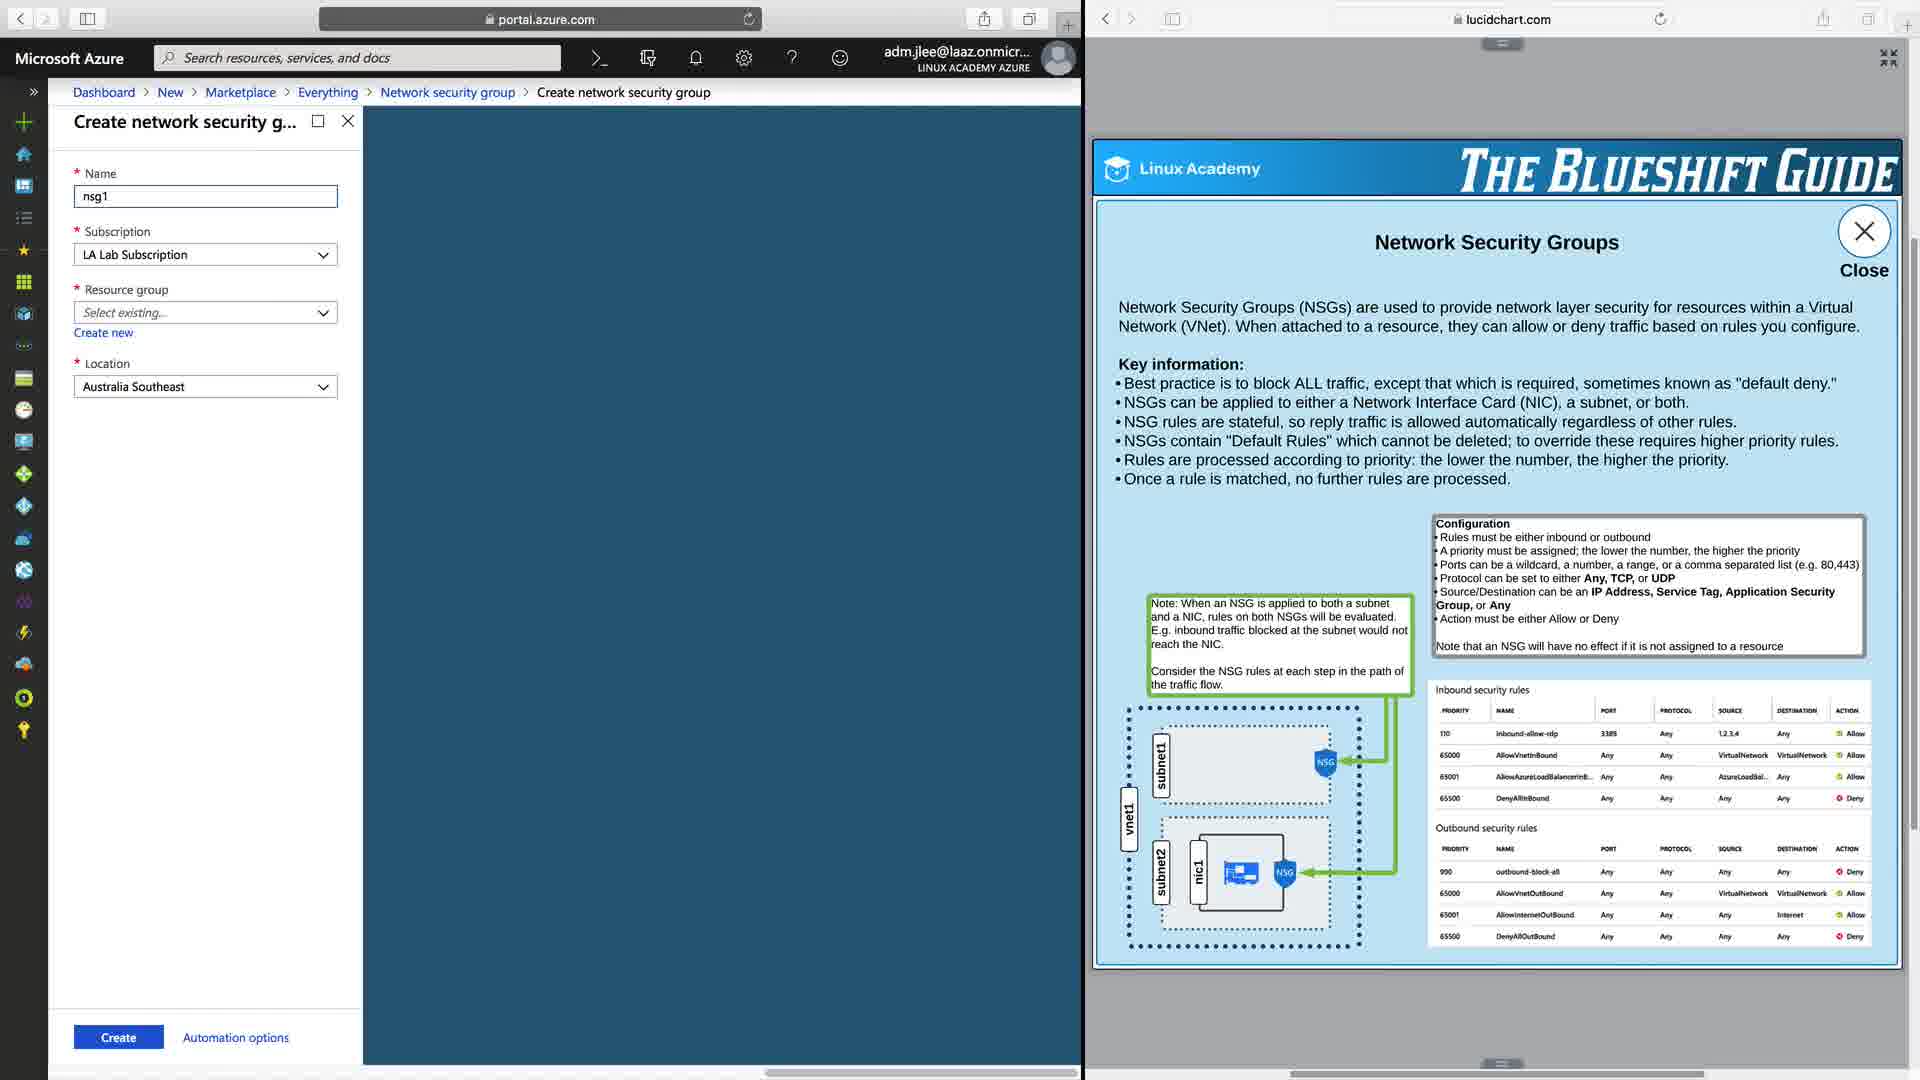 portal.azure.com
lucidchart.com
Microsoft Azure
Search resources, services, and docs
adm.jlee@laaz.onmicr...
LINUX ACADEMY AZURE
Dashboard > New > Marketplace > Everything > Network security group > Create network security group
Create network security g...
* Name
nsg1
* Subscription
LA Lab Subscription
* Resource group
Select existing...
Create new
* Location
Australia Southeast
Create
Automation options
Linux Academy
THE BLUESHIFT GUIDE
Network Security Groups
Close
Network Security Groups (NSGs) are used to provide network layer security for resources within a Virtual
Network (VNet). When attached to a resource, they can allow or deny traffic based on rules you configure.
Key information:
• Best practice is to block ALL traffic, except that which is required, sometimes known as "default deny."
• NSGs can be applied to either a Network Interface Card (NIC), a subnet, or both.
• NSG rules are stateful, so reply traffic is allowed automatically regardless of other rules.
• NSGs contain "Default Rules" which cannot be deleted; to override these requires higher priority rules.
• Rules are processed according to priority: the lower the number, the higher the priority.
• Once a rule is matched, no further rules are processed.
Configuration
• Rules must be either inbound or outbound
• A priority must be assigned; the lower the number, the higher the priority
• Ports can be a wildcard, a number, a range, or a comma separated list (e.g. 80,443)
• Protocol can be set to either Any, TCP, or UDP
• Source/Destination can be an IP Address, Service Tag, Application Security
Group, or Any
• Action must be either Allow or Deny
Note that an NSG will have no effect if it is not assigned to a resource
Note: When an NSG is applied to both a subnet
and a NIC, rules on both NSGs will be evaluated.
E.g. inbound traffic blocked at the subnet would not
reach the NIC.
Consider the NSG rules at each step in the path of
the traffic flow.
vnet1
subnet1
NSG
subnet2
nic1
NSG
Inbound security rules
PRIORITY NAME PORT PROTOCOL SOURCE DESTINATION ACTION
110 inbound-allow-rdp 3389 Any 1.2.3.4 Any Allow
65000 AllowVnetInBound Any Any VirtualNetwork VirtualNetwork Allow
65001 AllowAzureLoadBalancerInB... Any Any AzureLoadBal... Any Allow
65500 DenyAllInBound Any Any Any Any Deny
Outbound security rules
PRIORITY NAME PORT PROTOCOL SOURCE DESTINATION ACTION
990 outbound-block-all Any Any Any Any Deny
65000 AllowVnetOutBound Any Any VirtualNetwork VirtualNetwork Allow
65001 AllowInternetOutBound Any Any Any Internet Allow
65500 DenyAllOutBound Any Any Any Any Deny